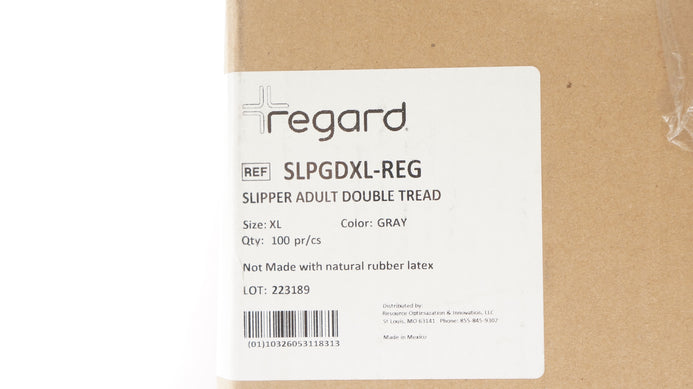 regard
REF SLPGDXL-REG
SLIPPER ADULT DOUBLE TREAD
Size: XL Color: GRAY
Qty: 100 pr/cs
Not Made with natural rubber latex
LOT: 223189
Distributed by:
Resource Optimization & Innovation, LLC
St Louis, MO 63141 Phone: 855-845-9302
Made in Mexico
(01)10326053118313